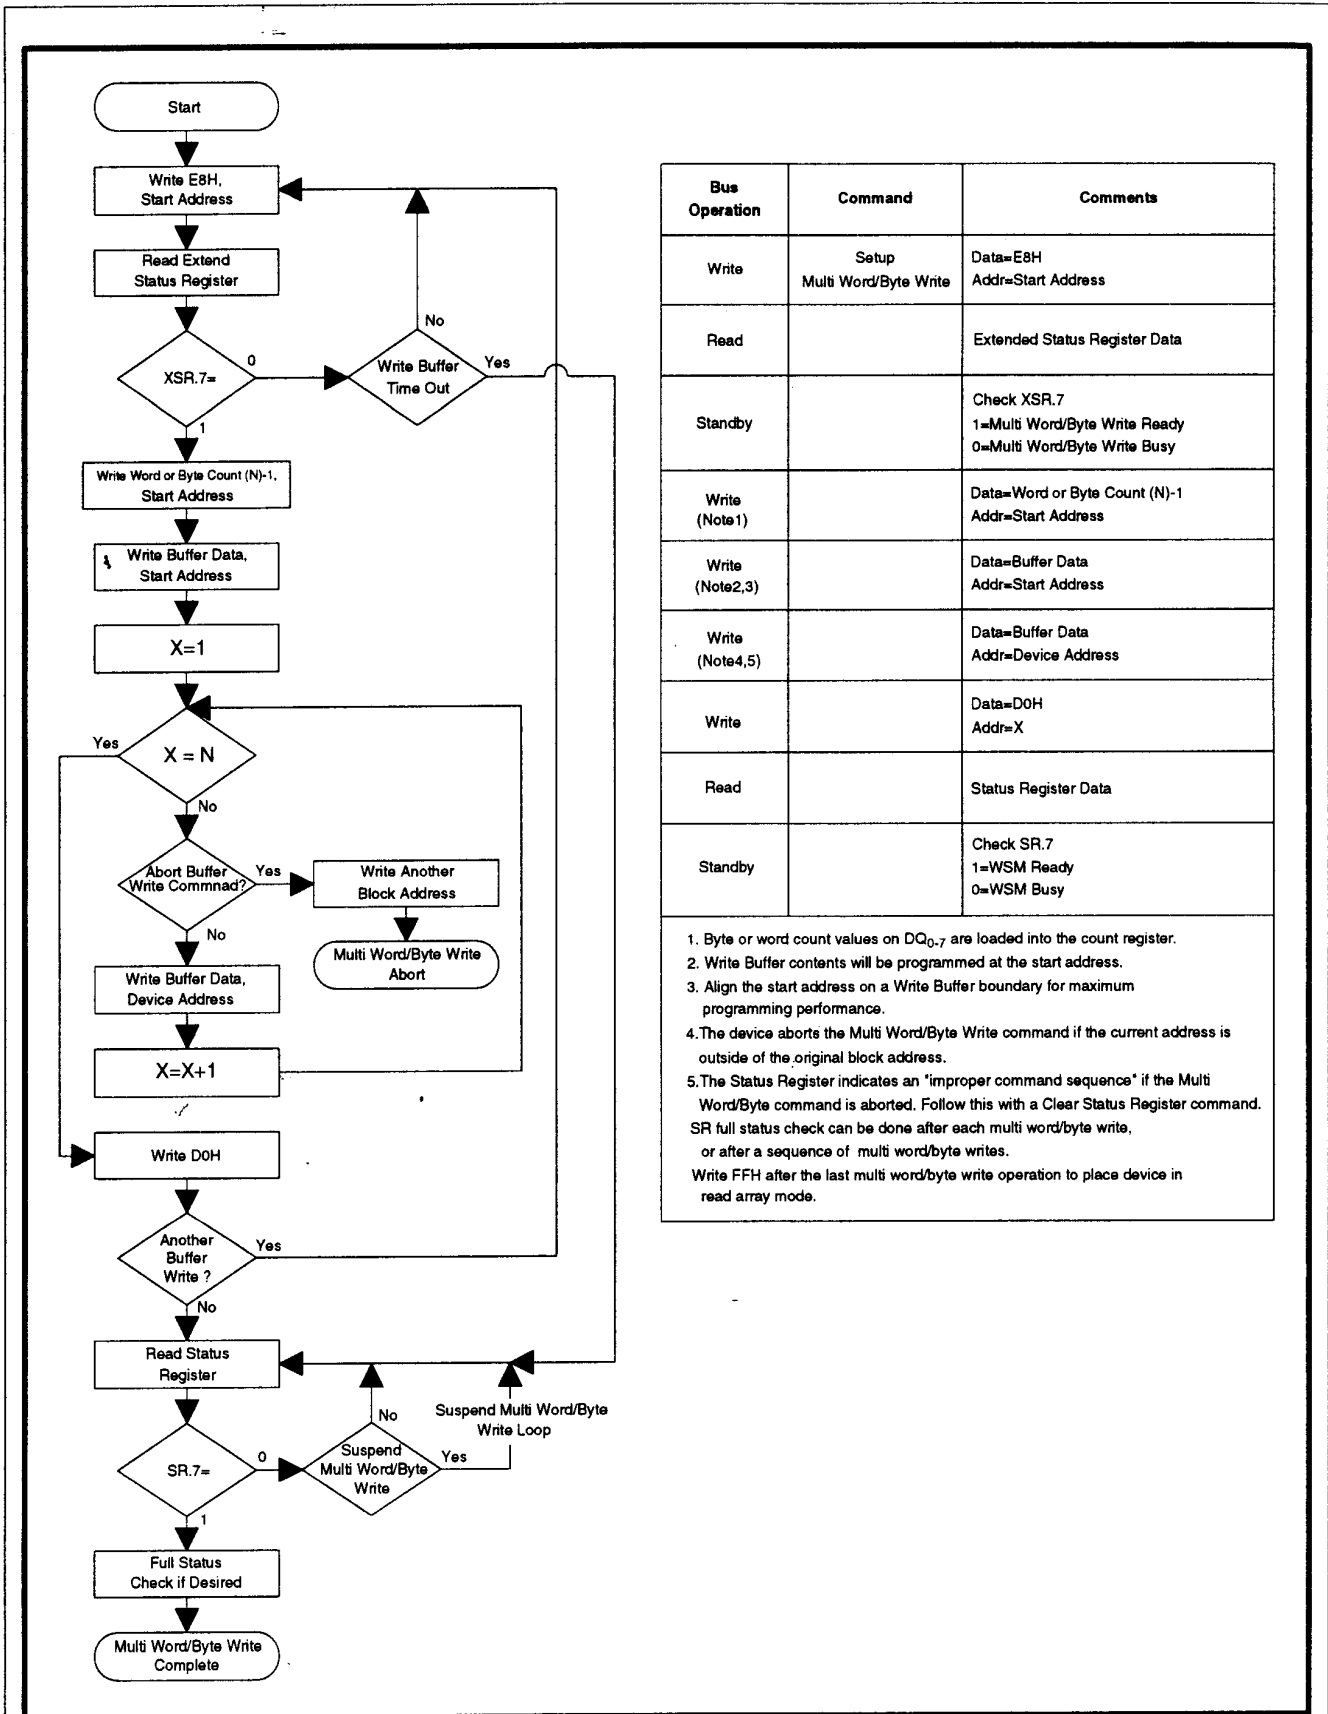 Start
Write E8H,
Start Address
Read Extend
Status Register
XSR.7=
0
1
No
Write Buffer
Time Out
Yes
Write Word or Byte Count (N)-1,
Start Address
Write Buffer Data,
Start Address
X=1
Yes
X = N
No
Abort Buffer
Write Commnad?
Yes
Write Another
Block Address
Multi Word/Byte Write
Abort
No
Write Buffer Data,
Device Address
X=X+1
Write D0H
Another
Buffer
Write ?
Yes
No
Read Status
Register
No
Suspend Multi Word/Byte
Write Loop
SR.7=
0
Suspend
Multi Word/Byte
Write
Yes
1
Full Status
Check if Desired
Multi Word/Byte Write
Complete
Bus
Operation
Command
Comments
Write
Setup
Multi Word/Byte Write
Data=E8H
Addr=Start Address
Read
Extended Status Register Data
Standby
Check XSR.7
1=Multi Word/Byte Write Ready
0=Multi Word/Byte Write Busy
Write
(Note1)
Data=Word or Byte Count (N)-1
Addr=Start Address
Write
(Note2,3)
Data=Buffer Data
Addr=Start Address
Write
(Note4,5)
Data=Buffer Data
Addr=Device Address
Write
Data=D0H
Addr=X
Read
Status Register Data
Standby
Check SR.7
1=WSM Ready
0=WSM Busy
1. Byte or word count values on DQ0-7 are loaded into the count register.
2. Write Buffer contents will be programmed at the start address.
3. Align the start address on a Write Buffer boundary for maximum
programming performance.
4.The device aborts the Multi Word/Byte Write command if the current address is
outside of the original block address.
5.The Status Register indicates an "improper command sequence" if the Multi
Word/Byte command is aborted. Follow this with a Clear Status Register command.
SR full status check can be done after each multi word/byte write,
or after a sequence of multi word/byte writes.
Write FFH after the last multi word/byte write operation to place device in
read array mode.